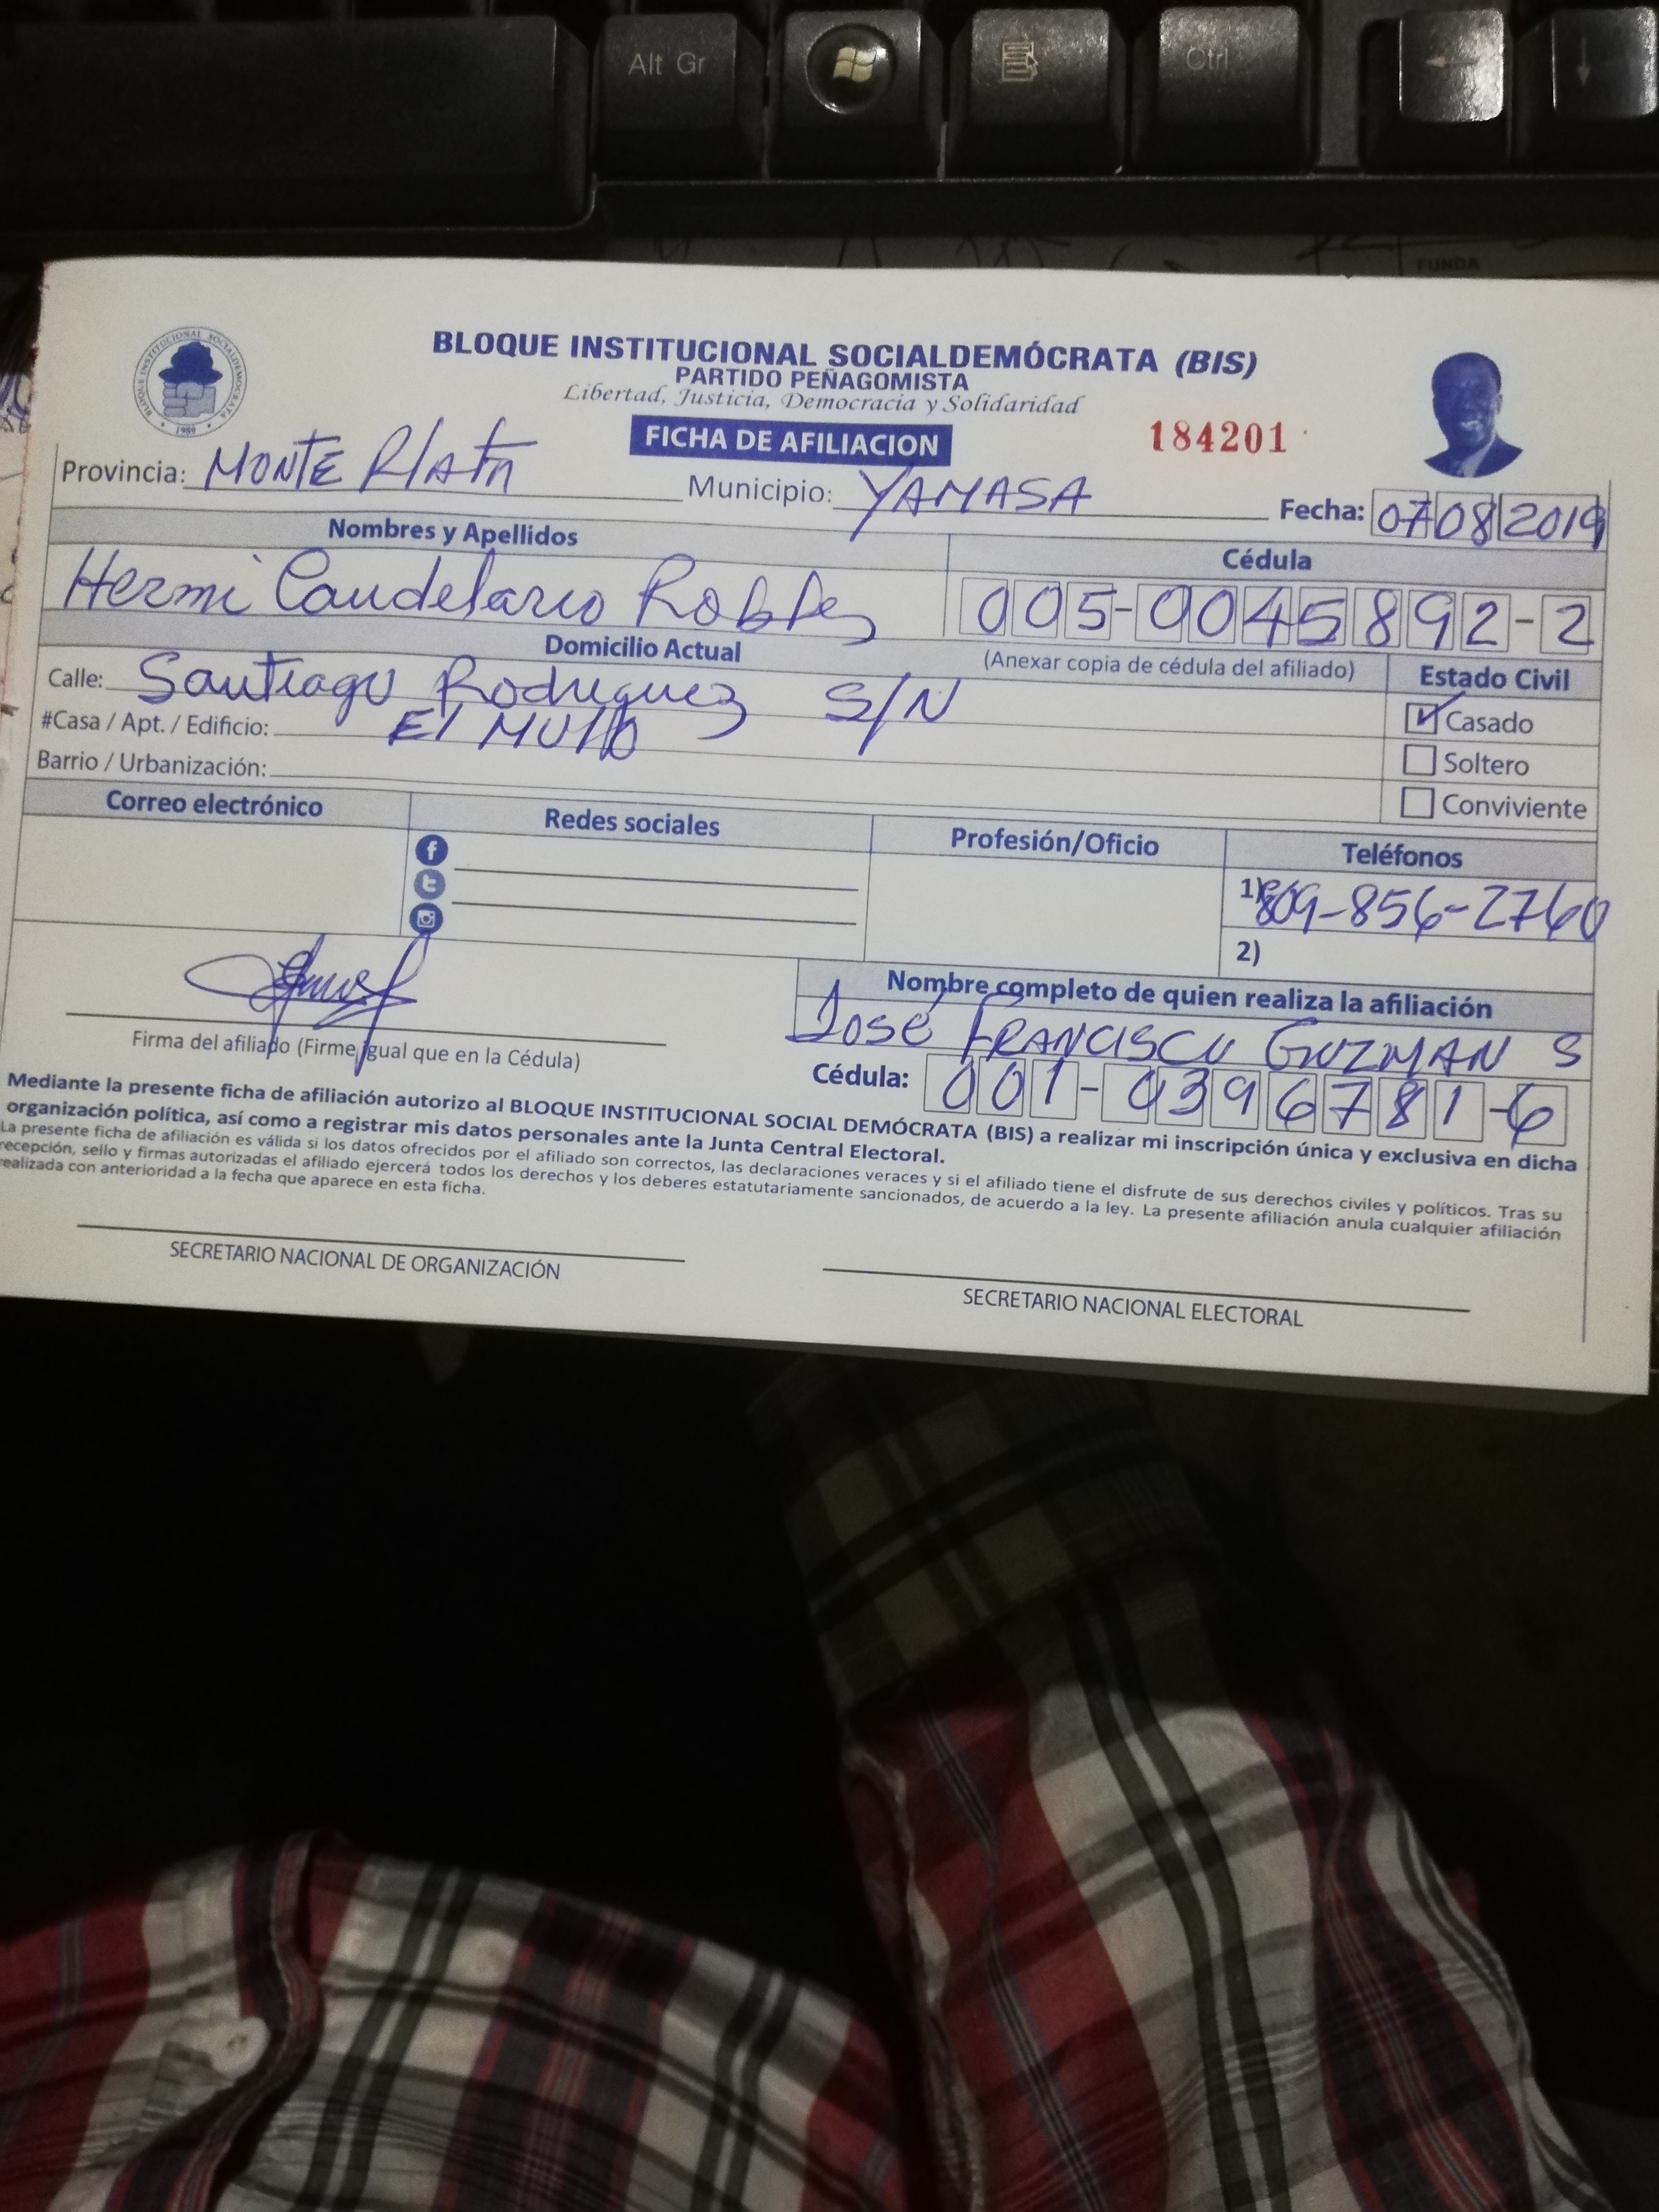 Alt Gr
Ctrl
FUNDA
BLOQUE INSTITUCIONAL SOCIALDEMÓCRATA (BIS)
PARTIDO PEÑAGOMISTA
Libertad, Justicia, Democracia y Solidaridad
BLOQUE INSTITUCIONAL SOCIALDEMOCRATA
1989
FICHA DE AFILIACION
184201
Provincia: MONTE PlAtA Municipio: YAMASA Fecha: 07 08 2019
Nombres y Apellidos Cédula
Hermi Candelario Robles 005-0045892-2
Domicilio Actual (Anexar copia de cédula del afiliado) Estado Civil
Calle: Santiago Rodriguez S/N
Casado
#Casa / Apt. / Edificio: El
Soltero
Barrio / Urbanización:
Conviviente
Correo electrónico Redes sociales Profesión/Oficio Teléfonos
1) 809-856-2760
2)
Nombre completo de quien realiza la afiliación
José FRANCISCO GUZMAN S
Firma del afiliado (Firme igual que en la Cédula)
Cédula: 001-0396781-6
Mediante la presente ficha de afiliación autorizo al BLOQUE INSTITUCIONAL SOCIAL DEMÓCRATA (BIS) a realizar mi inscripción única y exclusiva en dicha
organización política, así como a registrar mis datos personales ante la Junta Central Electoral.
La presente ficha de afiliación es válida si los datos ofrecidos por el afiliado son correctos, las declaraciones veraces y si el afiliado tiene el disfrute de sus derechos civiles y políticos. Tras su
recepción, sello y firmas autorizadas el afiliado ejercerá todos los derechos y los deberes estatutariamente sancionados, de acuerdo a la ley. La presente afiliación anula cualquier afiliación
realizada con anterioridad a la fecha que aparece en esta ficha.
SECRETARIO NACIONAL DE ORGANIZACIÓN
SECRETARIO NACIONAL ELECTORAL